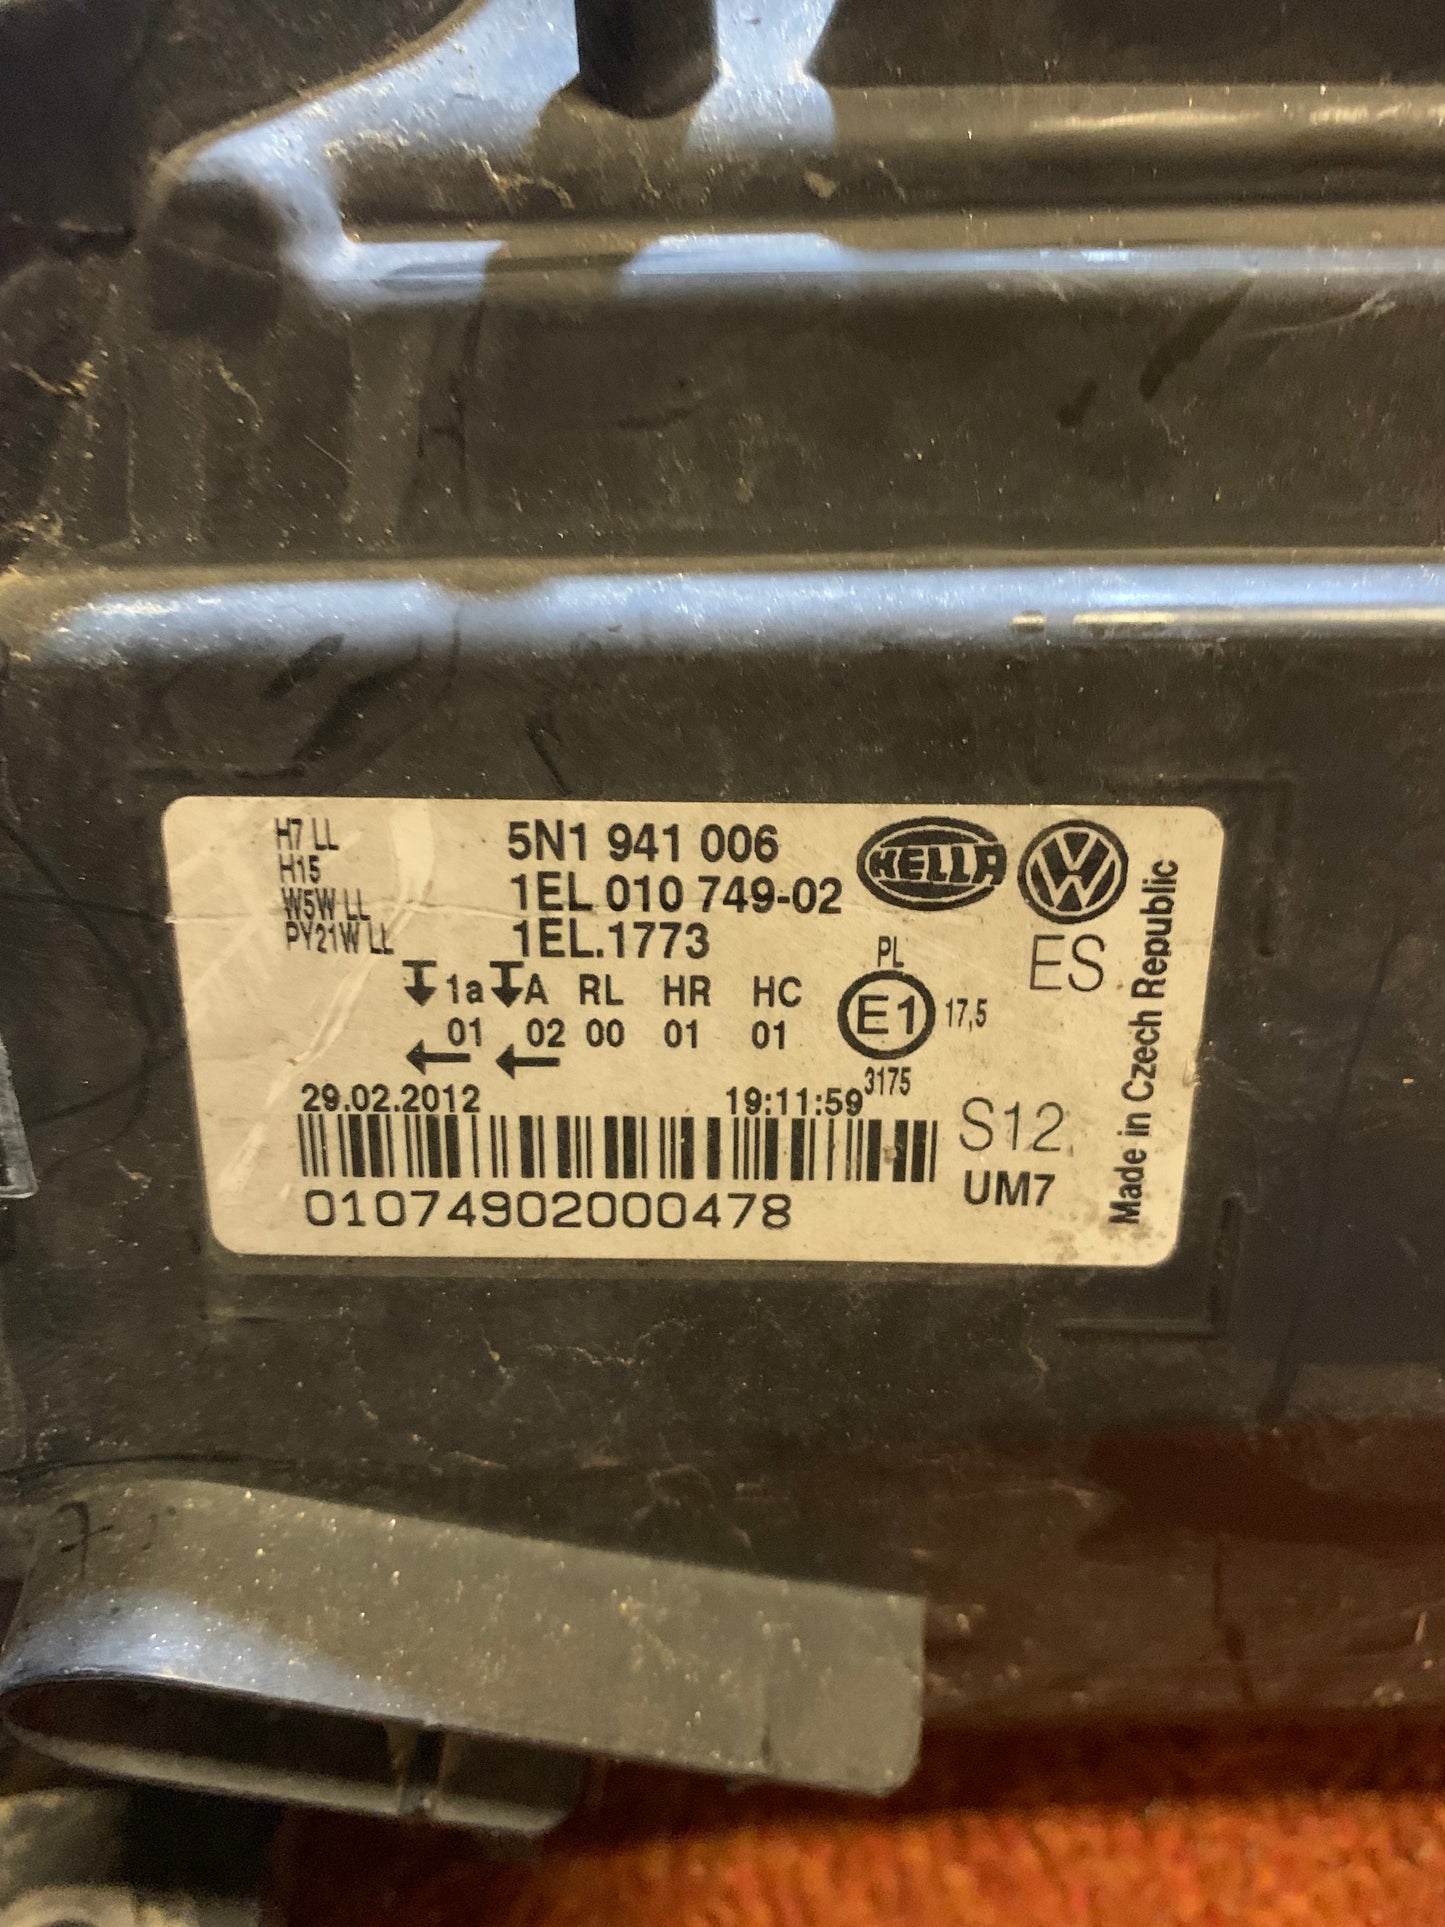 H7 LL
H15
W5W LL
PY21W LL
5N1 941 006
1EL 010 749-02
1EL.1773
HELLA
VW
ES
Made in Czech Republic
1a A RL HR HC
01 02 00 01 01
PL
E1
17,5
3175
29.02.2012 19:11:59
01074902000478
S12
UM7
7